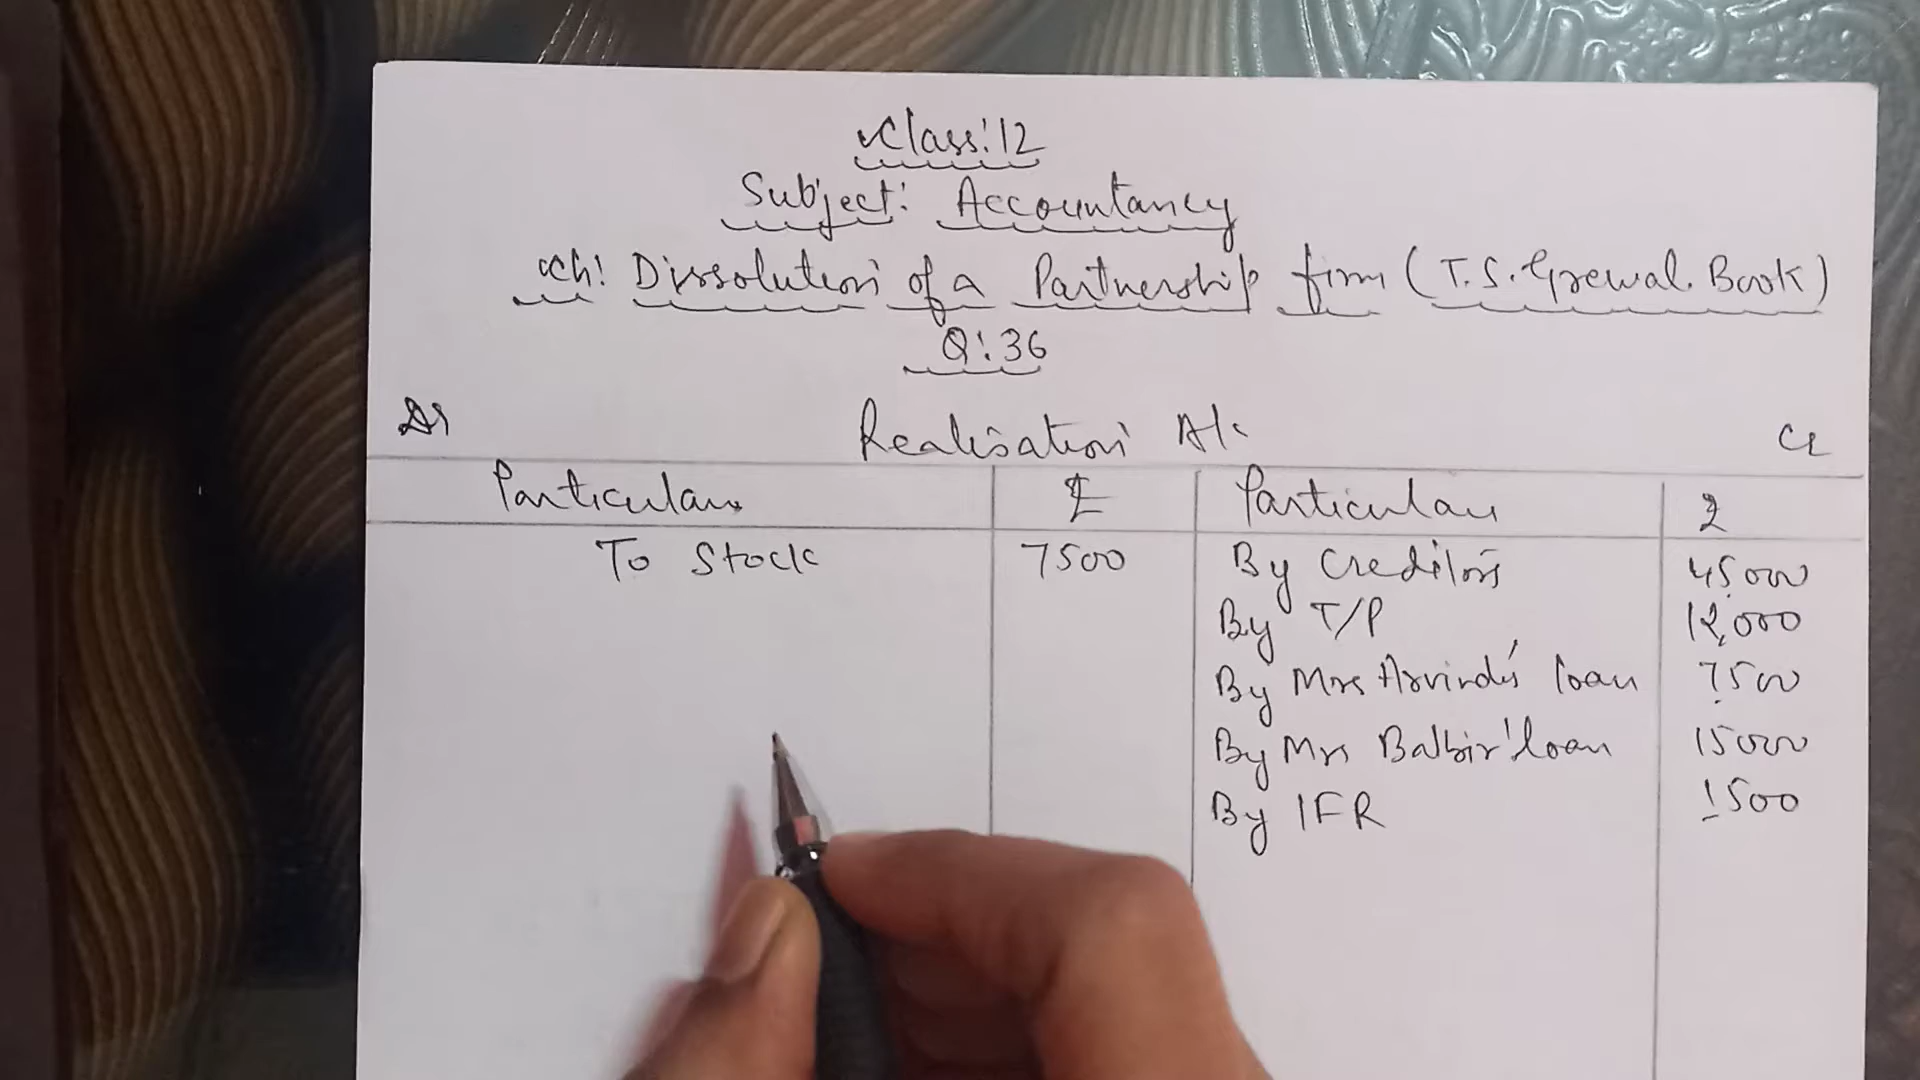 Class: 12
Subject: Accountancy
Ch: Dissolution of a Partnership firm (T.S. Grewal Book)
Q: 36
Dr Realisation A/c Cr
Particulars ₹ Particulars ₹
To Stock 7500 By Creditors 45000
By T/P 12,000
By Mrs Arvind's loan 7500
By Mrs Balbir' loan 15000
By IFR 1500